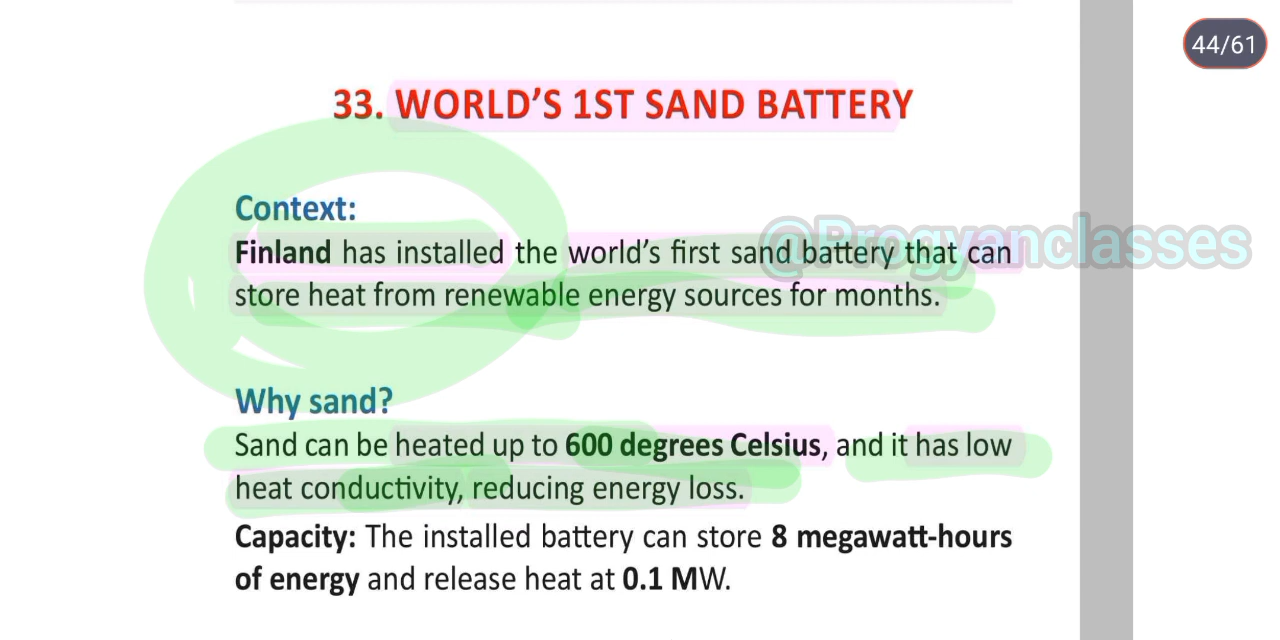 44/61
33. WORLD'S 1ST SAND BATTERY
Context:
Finland has installed the world's first sand battery that can
@Progyanclasses
store heat from renewable energy sources for months.
Why sand?
Sand can be heated up to 600 degrees Celsius, and it has low
heat conductivity, reducing energy loss.
Capacity: The installed battery can store 8 megawatt-hours
of energy and release heat at 0.1 MW.